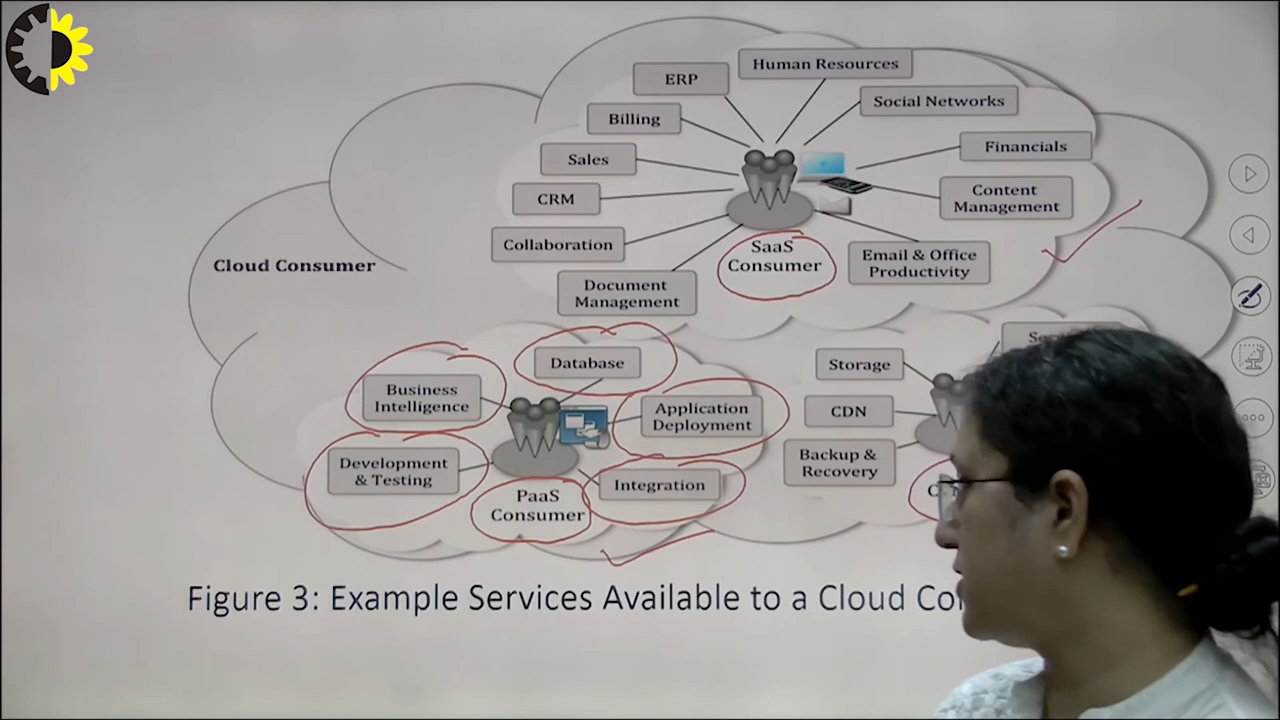 Human Resources
ERP
Social Networks
Billing
Financials
Sales
Content
Management
CRM
Collaboration
SaaS
Consumer
Email & Office
Productivity
Document
Management
Cloud Consumer
Database
Storage
Business
Intelligence
Application
Deployment
CDN
Development
& Testing
Integration
Backup &
Recovery
PaaS
Consumer
Figure 3: Example Services Available to a Cloud